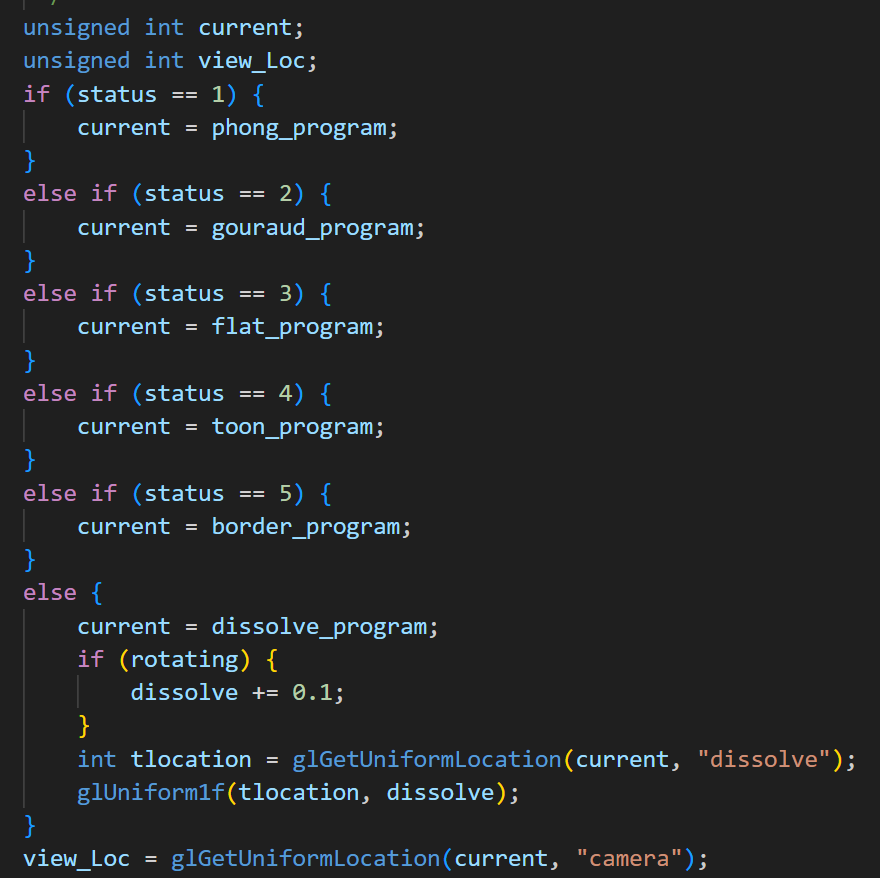 unsigned int current;
unsigned int view_Loc;
if (status == 1) {
    current = phong_program;
}
else if (status == 2) {
    current = gouraud_program;
}
else if (status == 3) {
    current = flat_program;
}
else if (status == 4) {
    current = toon_program;
}
else if (status == 5) {
    current = border_program;
}
else {
    current = dissolve_program;
    if (rotating) {
        dissolve += 0.1;
    }
    int tlocation = glGetUniformLocation(current, "dissolve");
    glUniform1f(tlocation, dissolve);
}
view_Loc = glGetUniformLocation(current, "camera");